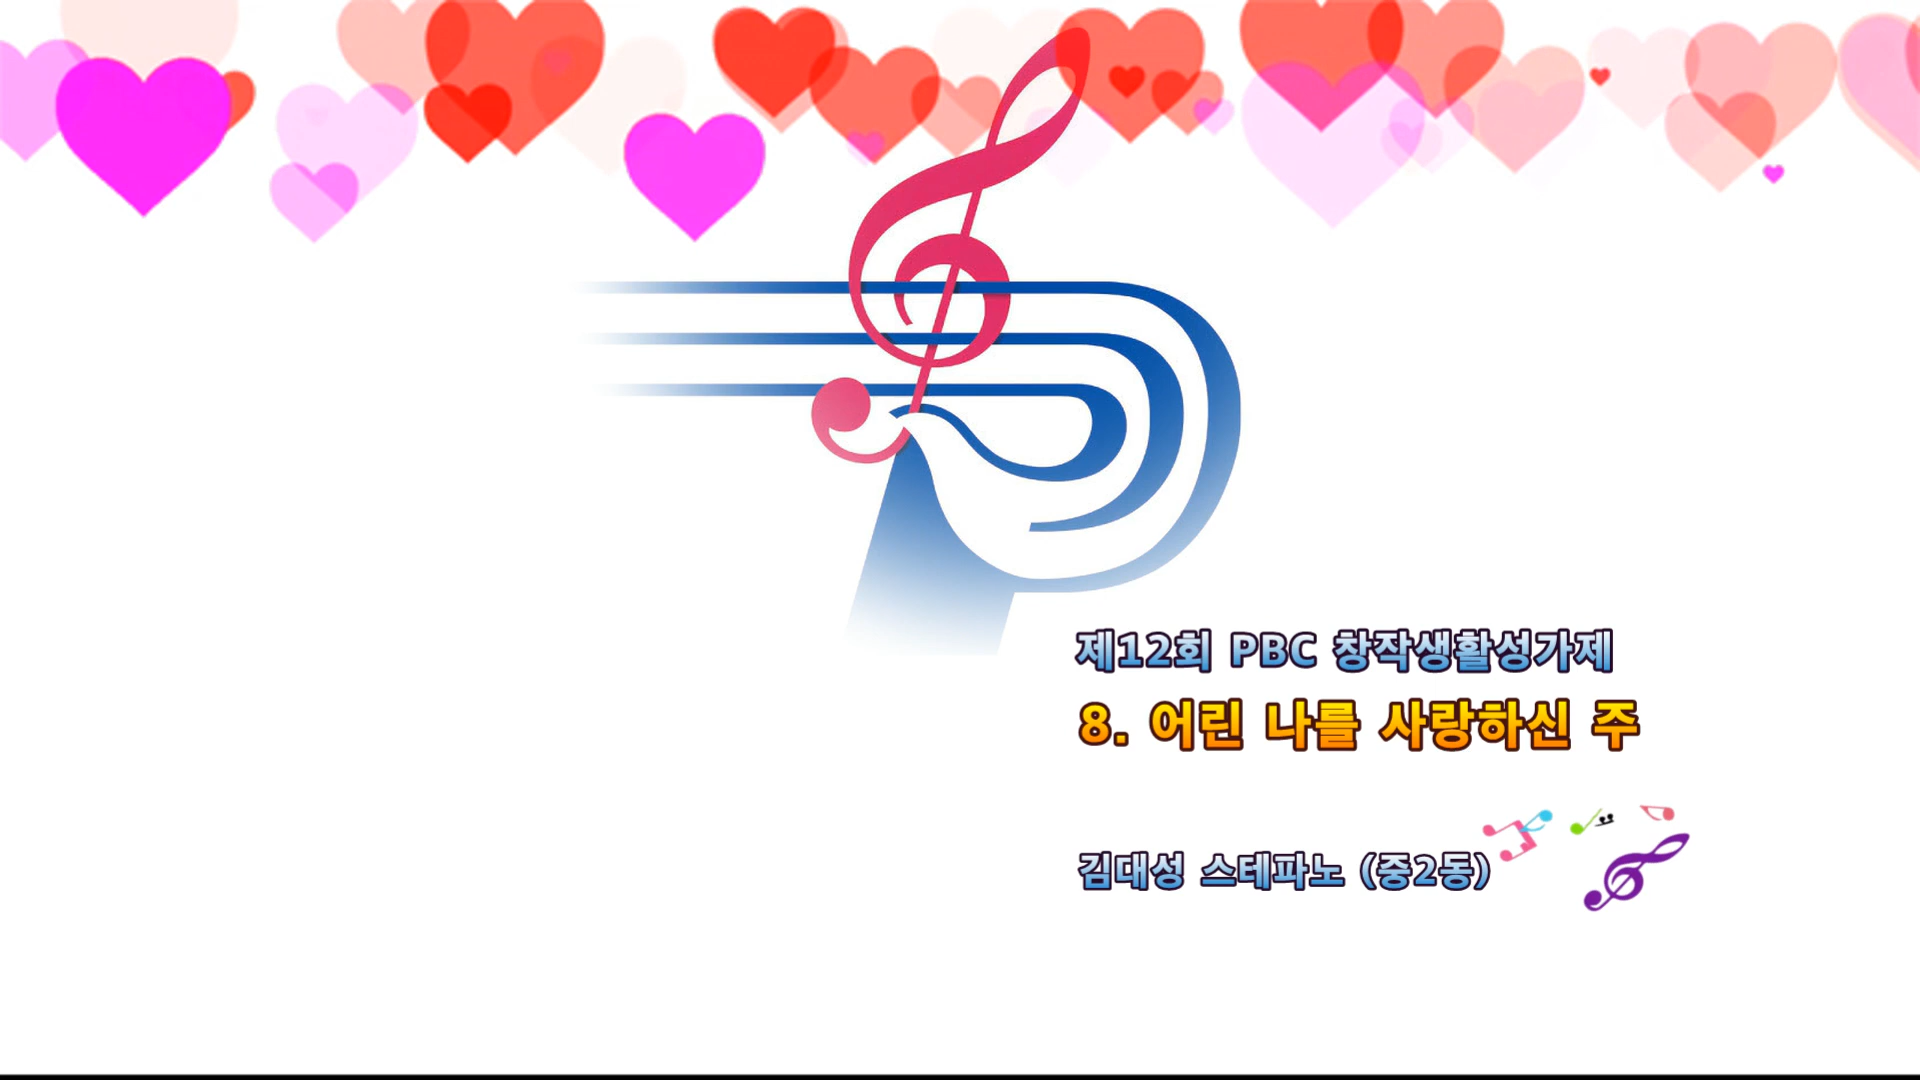 제12회 PBC 창작생활성가제
8. 어린 나를 사랑하신 주
김대성 스테파노 (중2동)